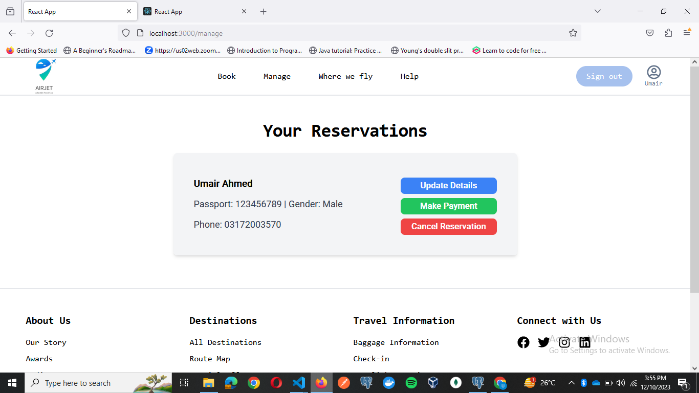 React App
React App
localhost:3000/manage
Getting Started
A Beginner's Roadma...
https://us02web.zoom...
Introduction to Progra...
Java tutorial: Practice ...
Young's double slit pr...
Learn to code for free ...
AIRJET
Book
Manage
Where we fly
Help
Sign out
Umair
Your Reservations
Umair Ahmed
Update Details
Passport: 123456789 | Gender: Male
Make Payment
Phone: 03172003570
Cancel Reservation
About Us
Destinations
Travel Information
Connect with Us
Our Story
All Destinations
Baggage information
Activate Windows
Go to Settings to activate Windows.
Awards
Route Map
Check in
Type here to search
26°C
1:55 PM
12/10/2023